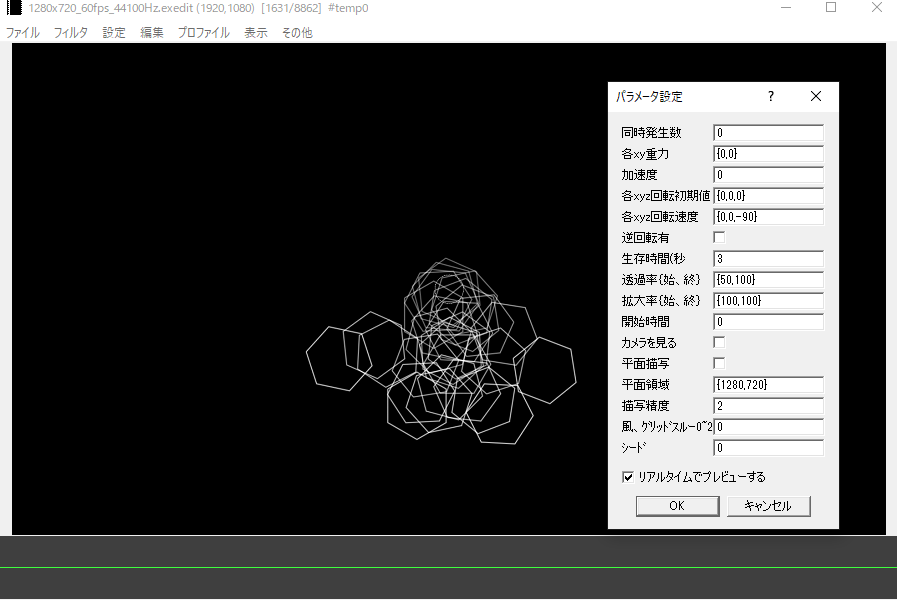 1280x720_60fps_44100Hz.exedit (1920,1080) [1631/8862] #temp0
ファイル フィルタ 設定 編集 プロファイル 表示 その他
パラメータ設定 ?
同時発生数 0
各xy重力 {0,0}
加速度 0
各xyz回転初期値 {0,0,0}
各xyz回転速度 {0,0,-90}
逆回転有
生存時間(秒 3
透過率{始、終} {50,100}
拡大率{始、終} {100,100}
開始時間 0
カメラを見る
平面描写
平面領域 {1280,720}
描写精度 2
風、ｸﾞﾘｯﾄﾞスルー0~2 0
シード 0
リアルタイムでプレビューする
OK キャンセル